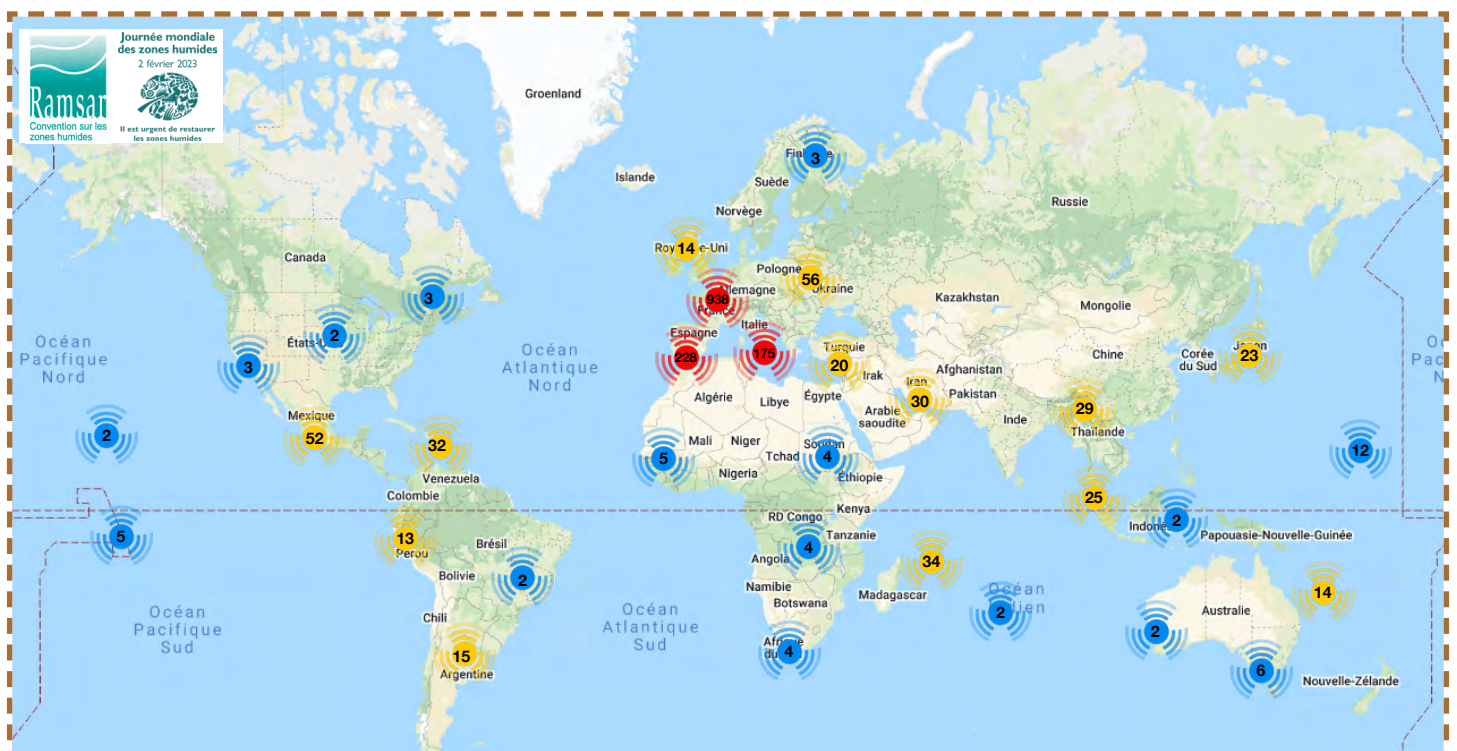 Journée mondiale
des zones humides
2 février 2023
Ramsar
Convention sur les
zones humides
Il est urgent de restaurer
les zones humides
Groenland
Islande
3
Suède
Norvège
Russie
14
Pologne
56
Ukraine
Canada
938
Allemagne
France
Kazakhstan
Mongolie
3
2
Italie
Espagne
228
175
Turquie
20
Japon
23
Chine
Corée
du Sud
3
Océan
Pacifique
Nord
Océan
Atlantique
Nord
Irak
Iran
30
Afghanistan
Pakistan
Algérie
Libye
Égypte
Arabie
saoudite
Inde
29
Thaïlande
Mexique
52
32
2
Mali
Niger
Tchad
Soudan
4
5
12
Venezuela
Nigeria
Éthiopie
Colombie
25
Kenya
RD Congo
2
Papouasie-Nouvelle-Guinée
5
13
Pérou
Brésil
Tanzanie
4
Angola
34
Bolivie
2
Namibie
Madagascar
Botswana
Océan
2
14
Australie
Océan
Pacifique
Sud
Chili
Océan
Atlantique
Sud
2
4
15
Argentine
6
Nouvelle-Zélande